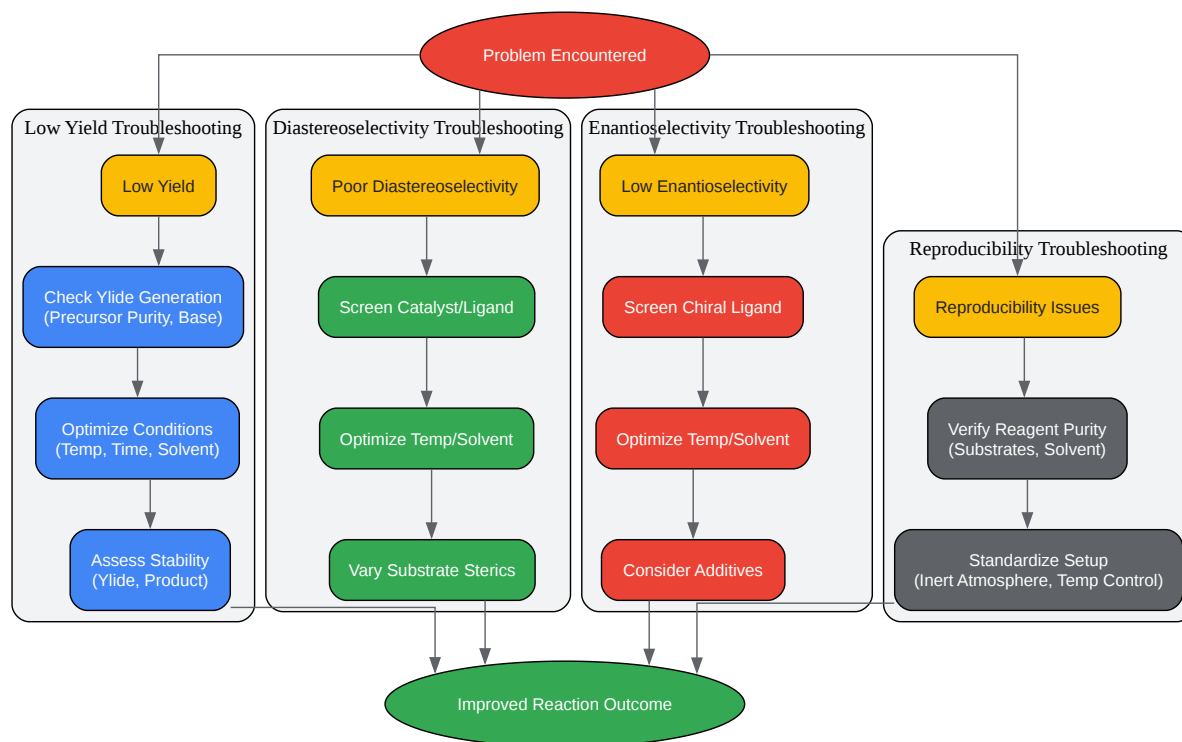 Problem Encountered
Low Yield Troubleshooting
Low Yield
Check Ylide Generation
(Precursor Purity, Base)
Optimize Conditions
(Temp, Time, Solvent)
Assess Stability
(Ylide, Product)
Diastereoselectivity Troubleshooting
Poor Diastereoselectivity
Screen Catalyst/Ligand
Optimize Temp/Solvent
Vary Substrate Sterics
Enantioselectivity Troubleshooting
Low Enantioselectivity
Screen Chiral Ligand
Optimize Temp/Solvent
Consider Additives
Reproducibility Troubleshooting
Reproducibility Issues
Verify Reagent Purity
(Substrates, Solvent)
Standardize Setup
(Inert Atmosphere, Temp Control)
Improved Reaction Outcome